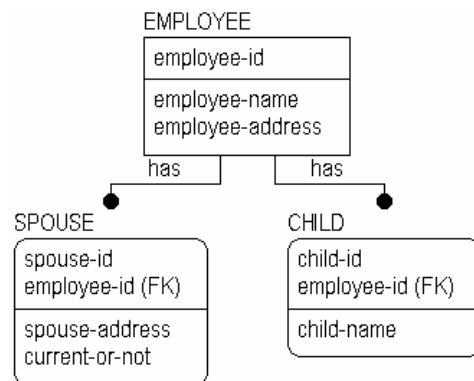 EMPLOYEE
employee-id
employee-name
employee-address
has
has
SPOUSE
spouse-id
employee-id (FK)
spouse-address
current-or-not
CHILD
child-id
employee-id (FK)
child-name